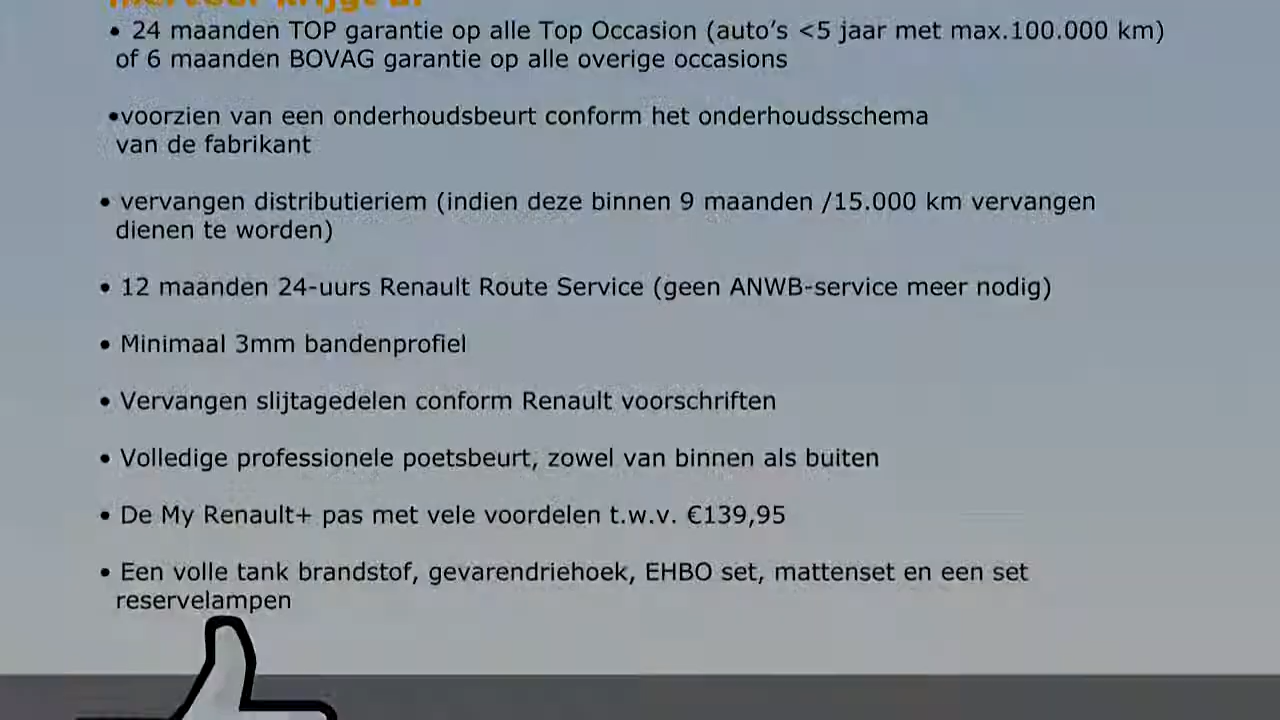 Hiervoor krijgt u:
• 24 maanden TOP garantie op alle Top Occasion (auto's <5 jaar met max.100.000 km)
of 6 maanden BOVAG garantie op alle overige occasions
•voorzien van een onderhoudsbeurt conform het onderhoudsschema
van de fabrikant
• vervangen distributieriem (indien deze binnen 9 maanden /15.000 km vervangen
dienen te worden)
• 12 maanden 24-uurs Renault Route Service (geen ANWB-service meer nodig)
• Minimaal 3mm bandenprofiel
• Vervangen slijtagedelen conform Renault voorschriften
• Volledige professionele poetsbeurt, zowel van binnen als buiten
• De My Renault+ pas met vele voordelen t.w.v. €139,95
• Een volle tank brandstof, gevarendriehoek, EHBO set, mattenset en een set
reservelampen